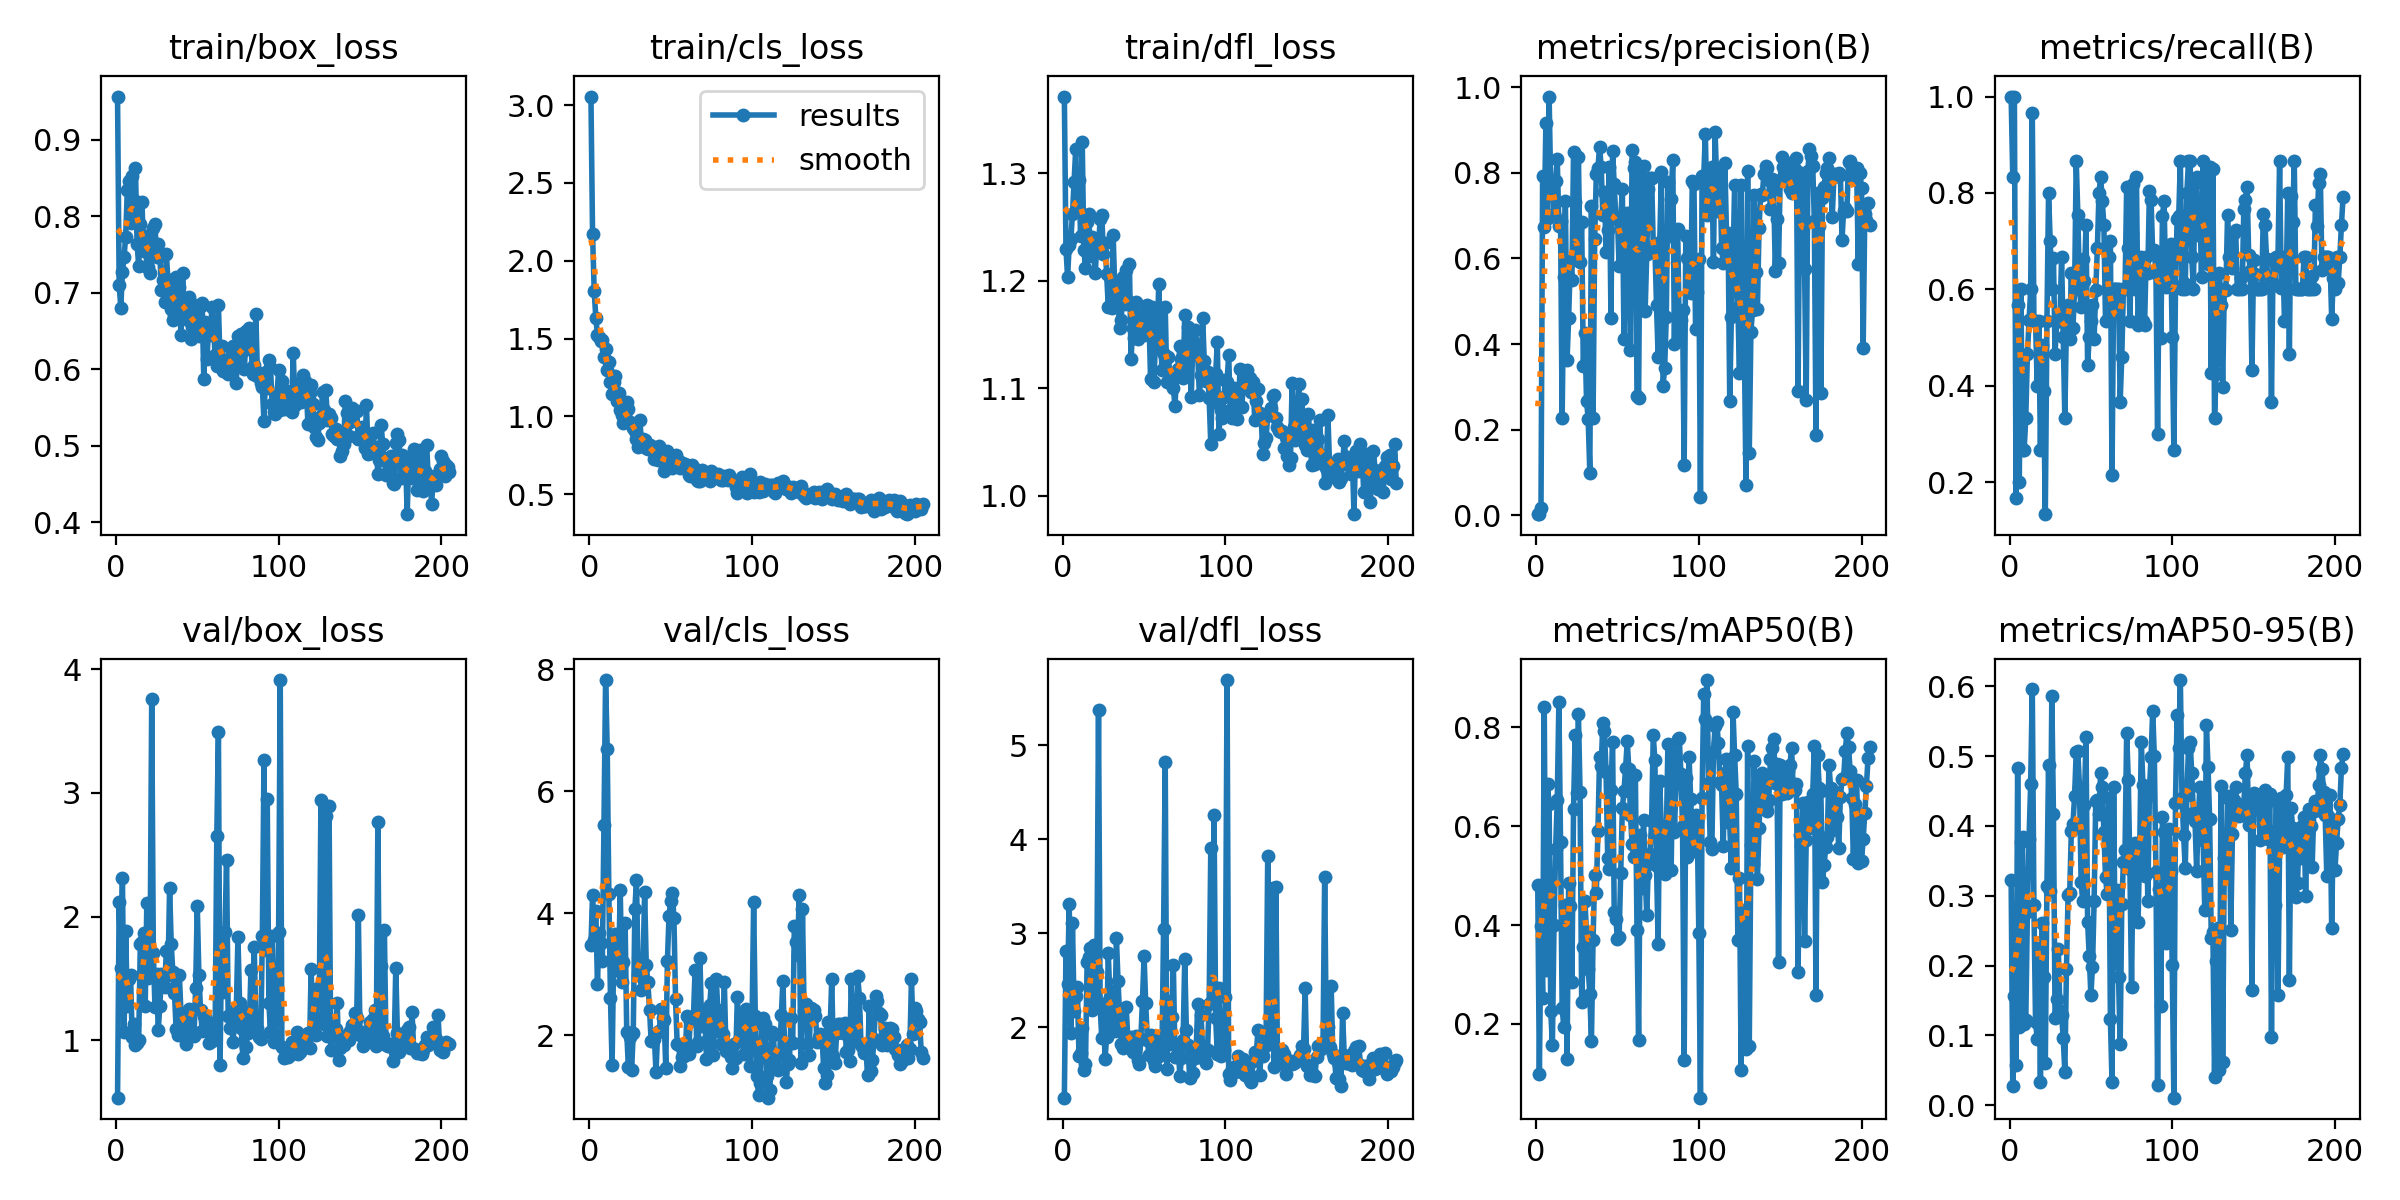 train/box_loss
train/cls_loss
train/dfl_loss
metrics/precision(B)
metrics/recall(B)
0.9
0.8
0.7
0.6
0.5
0.4
0 100 200
3.0
2.5
2.0
1.5
1.0
0.5
0 100 200
results
smooth
1.3
1.2
1.1
1.0
0 100 200
1.0
0.8
0.6
0.4
0.2
0.0
0 100 200
1.0
0.8
0.6
0.4
0.2
0 100 200
val/box_loss
val/cls_loss
val/dfl_loss
metrics/mAP50(B)
metrics/mAP50-95(B)
4
3
2
1
0 100 200
8
6
4
2
0 100 200
5
4
3
2
0 100 200
0.8
0.6
0.4
0.2
0 100 200
0.6
0.5
0.4
0.3
0.2
0.1
0.0
0 100 200